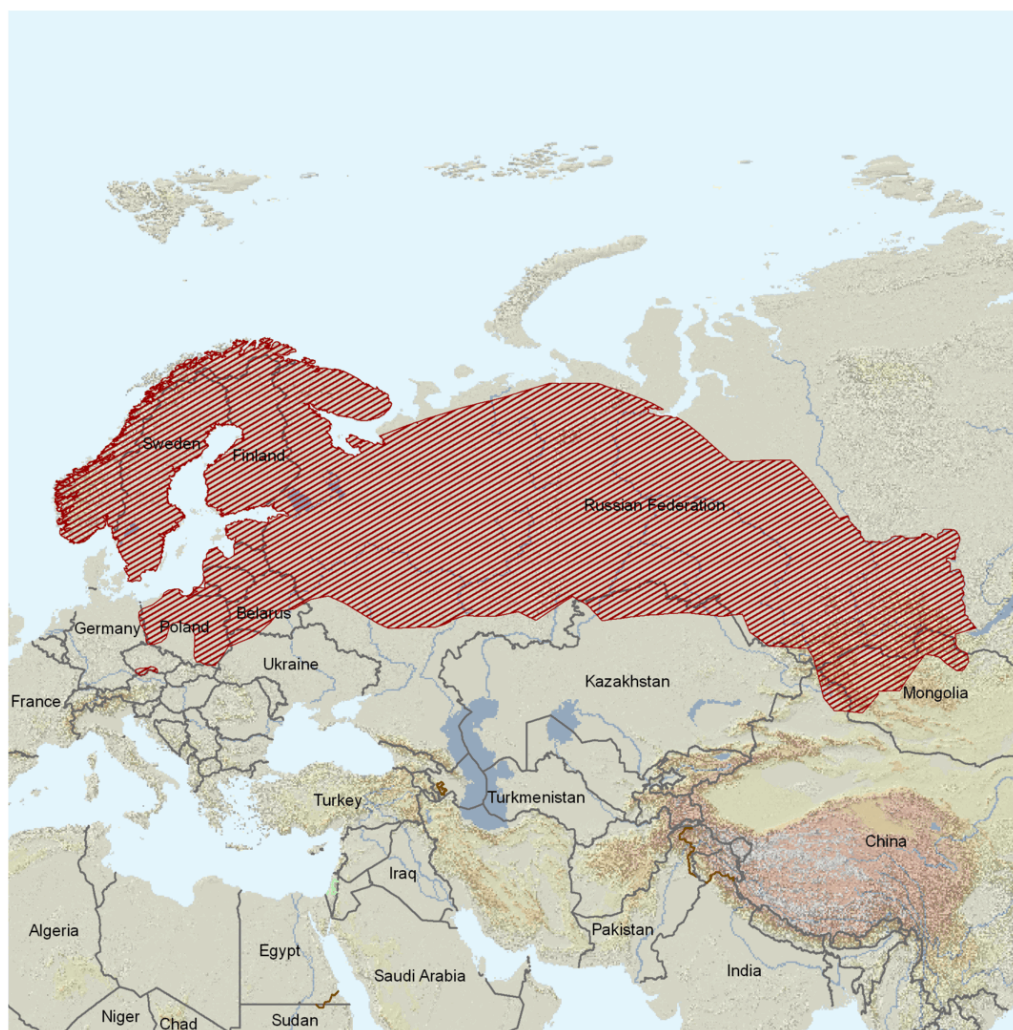 Sweden
Finland
Russian Federation
Belarus
Germany
Poland
Ukraine
Kazakhstan
France
Mongolia
Turkey
Turkmenistan
China
Iraq
Algeria
Pakistan
Egypt
Saudi Arabia
India
Niger
Chad
Sudan